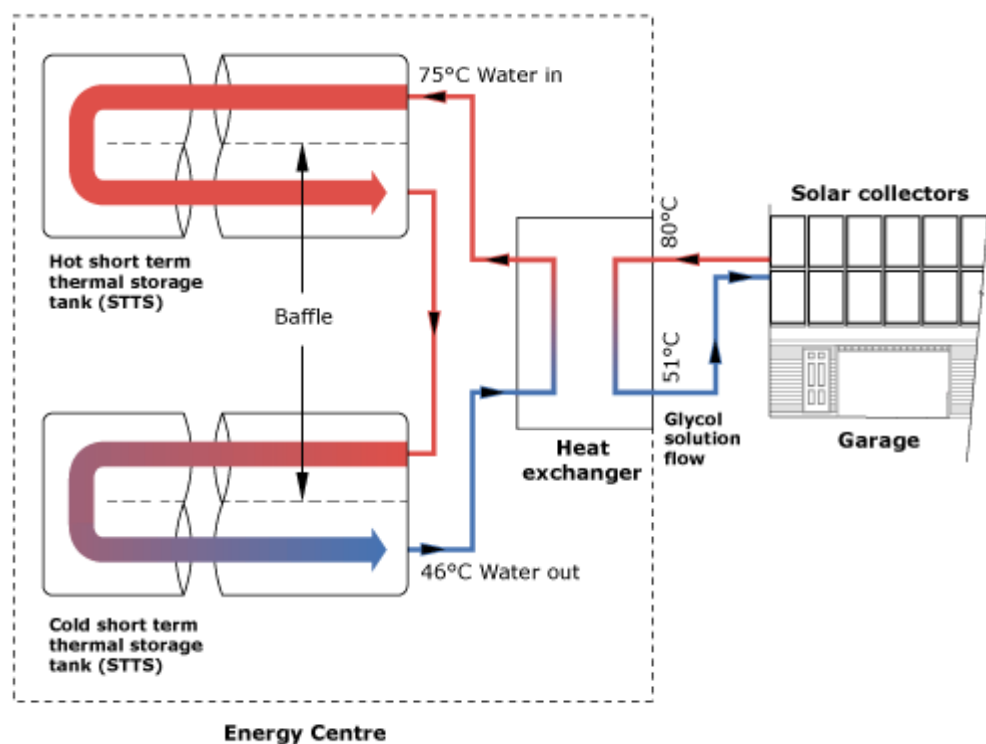 75°C Water in
Solar collectors
80°C
Hot short term
thermal storage
tank (STTS)
Baffle
51°C
Glycol
solution
flow
Garage
Heat
exchanger
46°C Water out
Cold short term
thermal storage
tank (STTS)
Energy Centre